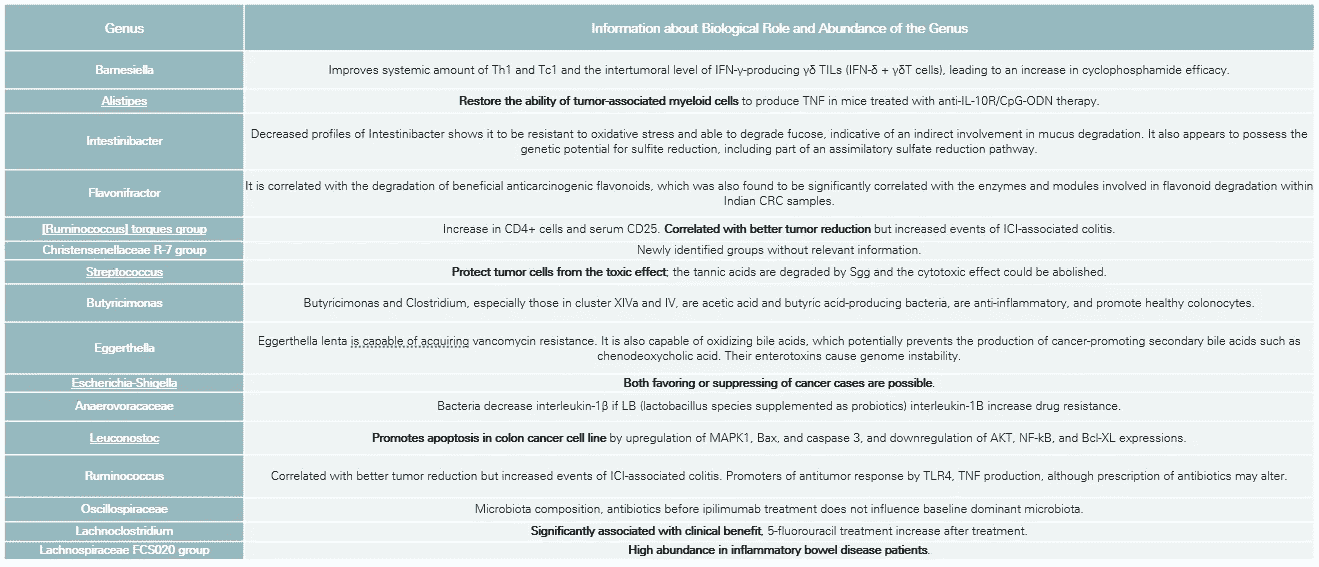 Genus
Information about Biological Role and Abundance of the Genus
Barnesiella
Improves systemic amount of Th1 and Tc1 and the intertumoral level of IFN-γ-producing γδ TILs (IFN-δ + γδT cells), leading to an increase in cyclophosphamide efficacy.
Alistipes
Restore the ability of tumor-associated myeloid cells to produce TNF in mice treated with anti-IL-10R/CpG-ODN therapy.
Intestinibacter
Decreased profiles of Intestinibacter shows it to be resistant to oxidative stress and able to degrade fucose, indicative of an indirect involvement in mucus degradation. It also appears to possess the
genetic potential for sulfite reduction, including part of an assimilatory sulfate reduction pathway.
Flavonifractor
It is correlated with the degradation of beneficial anticarcinogenic flavonoids, which was also found to be significantly correlated with the enzymes and modules involved in flavonoid degradation within
Indian CRC samples.
[Ruminococcus] torques group
Increase in CD4+ cells and serum CD25. Correlated with better tumor reduction but increased events of ICI-associated colitis.
Christensenellaceae R-7 group
Newly identified groups without relevant information.
Streptococcus
Protect tumor cells from the toxic effect; the tannic acids are degraded by Sgg and the cytotoxic effect could be abolished.
Butyricimonas
Butyricimonas and Clostridium, especially those in cluster XIVa and IV, are acetic acid and butyric acid-producing bacteria, are anti-inflammatory, and promote healthy colonocytes.
Eggerthella
Eggerthella lenta is capable of acquiring vancomycin resistance. It is also capable of oxidizing bile acids, which potentially prevents the production of cancer-promoting secondary bile acids such as
chenodeoxycholic acid. Their enterotoxins cause genome instability.
Escherichia-Shigella
Both favoring or suppressing of cancer cases are possible.
Anaerovoracaceae
Bacteria decrease interleukin-1β if LB (lactobacillus species supplemented as probiotics) interleukin-1B increase drug resistance.
Leuconostoc
Promotes apoptosis in colon cancer cell line by upregulation of MAPK1, Bax, and caspase 3, and downregulation of AKT, NF-kB, and Bcl-XL expressions.
Ruminococcus
Correlated with better tumor reduction but increased events of ICI-associated colitis. Promoters of antitumor response by TLR4, TNF production, although prescription of antibiotics may alter.
Oscillospiraceae
Microbiota composition, antibiotics before ipilimumab treatment does not influence baseline dominant microbiota.
Lachnoclostridium
Significantly associated with clinical benefit, 5-fluorouracil treatment increase after treatment.
Lachnospiraceae FCS020 group
High abundance in inflammatory bowel disease patients.